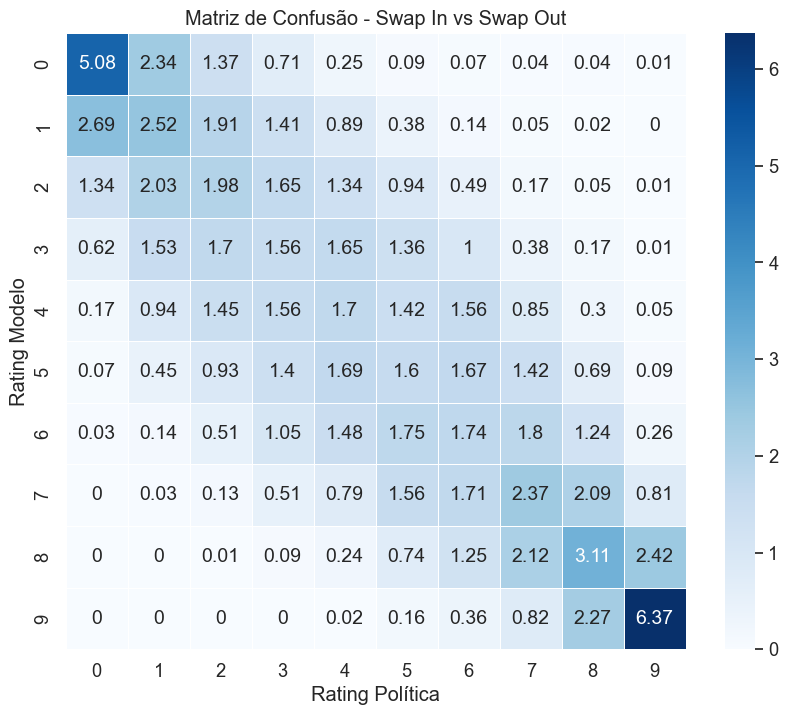 Matriz de Confusão - Swap In vs Swap Out
0 5.08 2.34 1.37 0.71 0.25 0.09 0.07 0.04 0.04 0.01
1 2.69 2.52 1.91 1.41 0.89 0.38 0.14 0.05 0.02 0
2 1.34 2.03 1.98 1.65 1.34 0.94 0.49 0.17 0.05 0.01
3 0.62 1.53 1.7 1.56 1.65 1.36 1 0.38 0.17 0.01
4 0.17 0.94 1.45 1.56 1.7 1.42 1.56 0.85 0.3 0.05
5 0.07 0.45 0.93 1.4 1.69 1.6 1.67 1.42 0.69 0.09
6 0.03 0.14 0.51 1.05 1.48 1.75 1.74 1.8 1.24 0.26
7 0 0.03 0.13 0.51 0.79 1.56 1.71 2.37 2.09 0.81
8 0 0 0.01 0.09 0.24 0.74 1.25 2.12 3.11 2.42
9 0 0 0 0 0.02 0.16 0.36 0.82 2.27 6.37
0 1 2 3 4 5 6 7 8 9
Rating Política
Rating Modelo
6
5
4
3
2
1
0